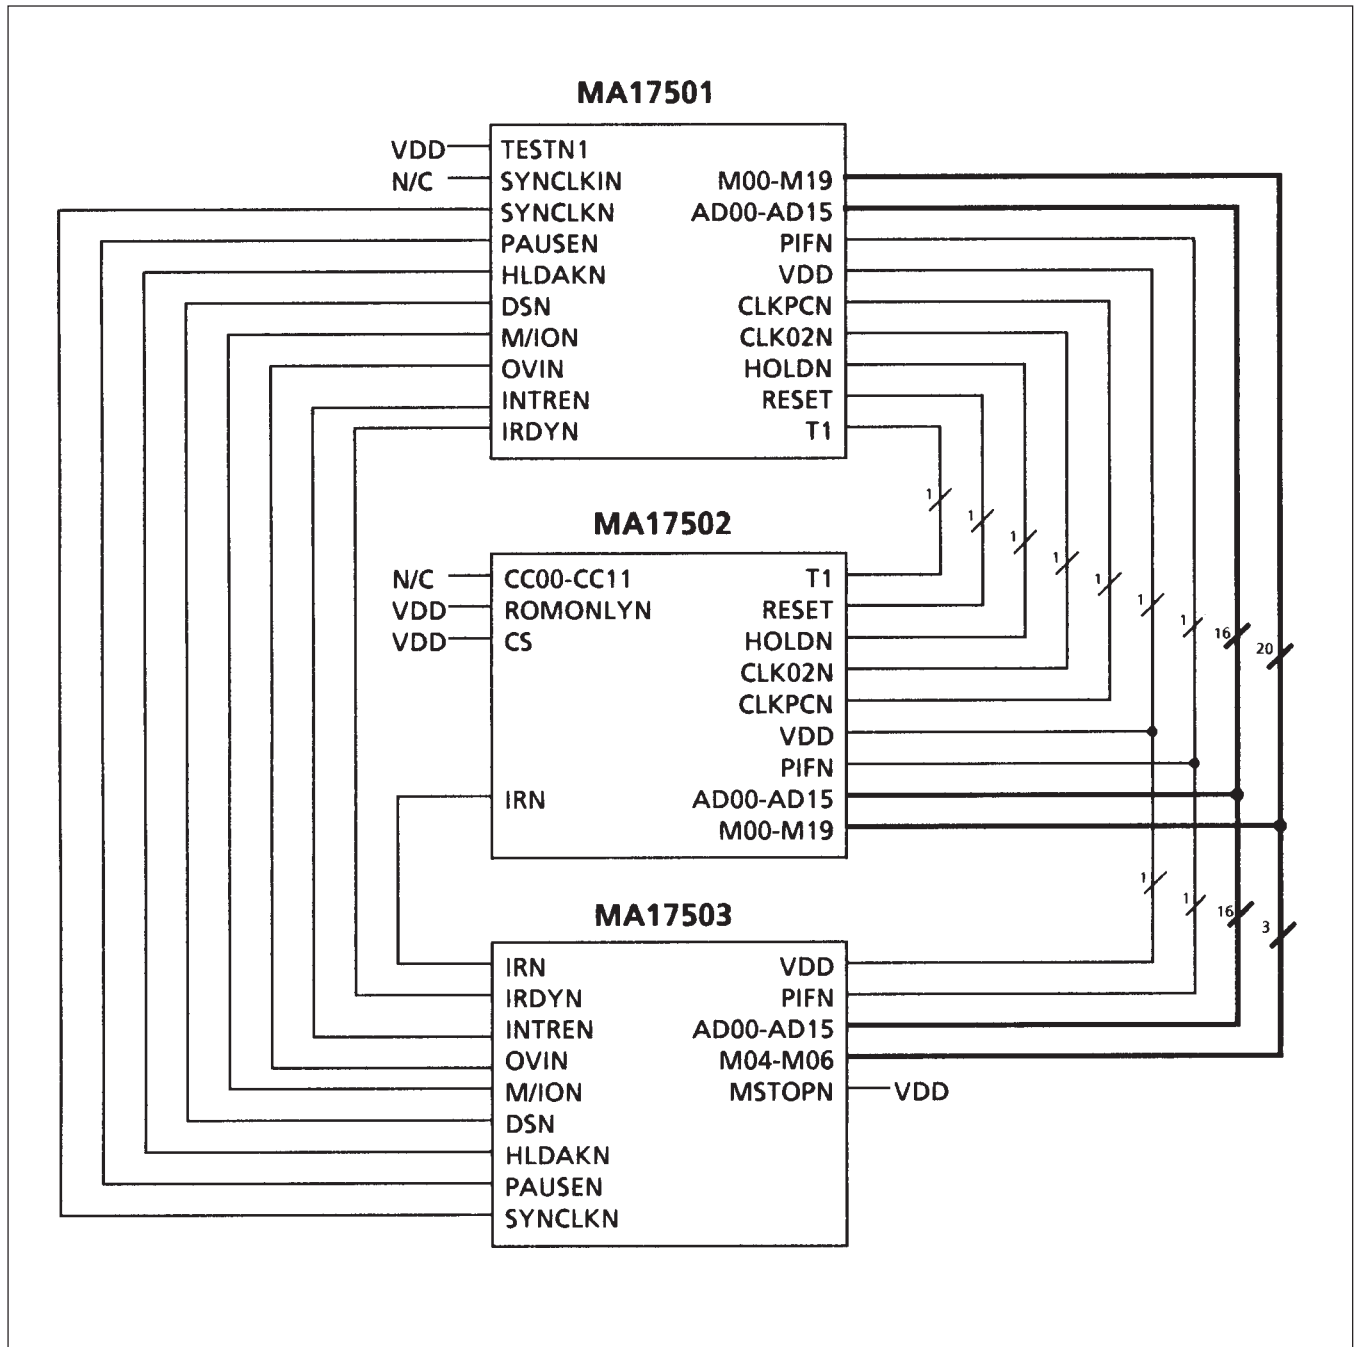 MA17501
VDD TESTN1
N/C SYNCLKIN M00-M19
SYNCLKN AD00-AD15
PAUSEN PIFN
HLDAKN VDD
DSN CLKPCN
M/ION CLK02N
OVIN HOLDN
INTREN RESET
IRDYN T1
1
MA17502
1
1
1
N/C CC00-CC11 T1
1
VDD ROMONLYN RESET
1
1
VDD CS HOLDN
16
20
CLK02N
CLKPCN
VDD
PIFN
IRN AD00-AD15
M00-M19
1
1
MA17503
16
3
IRN VDD
IRDYN PIFN
INTREN AD00-AD15
OVIN M04-M06
M/ION MSTOPN VDD
DSN
HLDAKN
PAUSEN
SYNCLKN